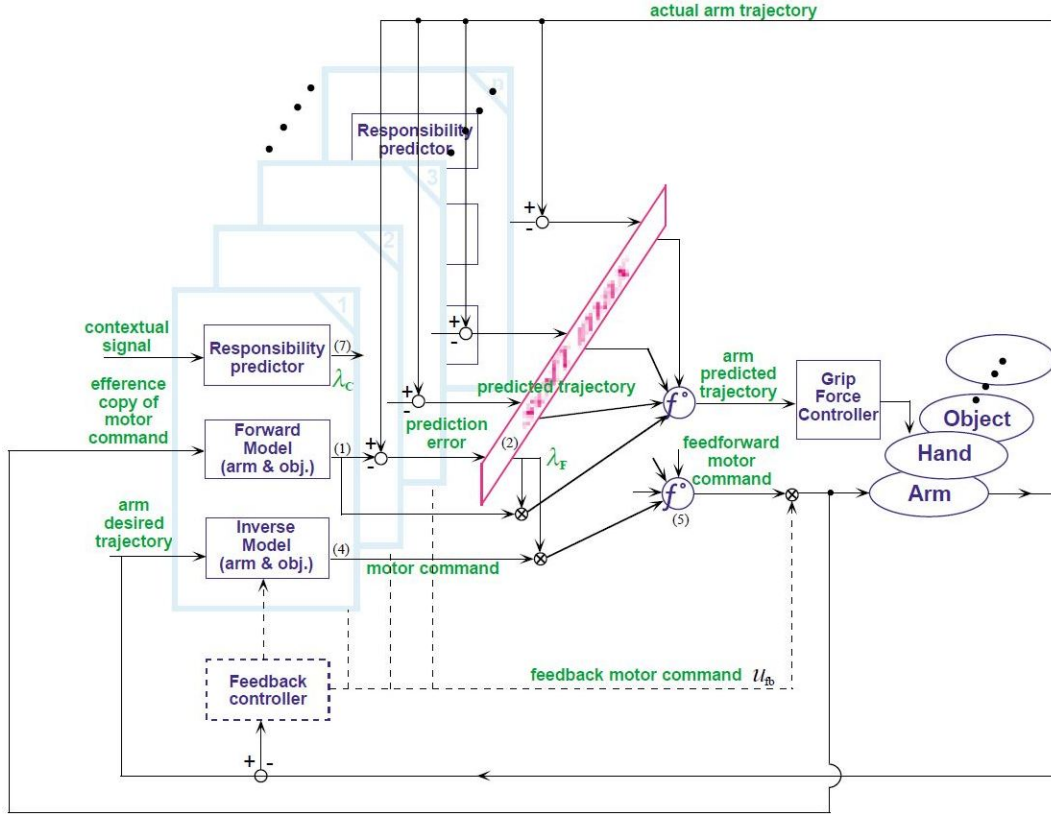 actual arm trajectory
n
Responsibility
predictor
3
2
1
+
-
+
-
contextual
signal
Responsibility
predictor
(7)
λC
efference
copy of
motor
command
Forward
Model
(arm & obj.)
(1)
+
-
+
-
prediction
error
predicted trajectory
(2)
λF
f°
arm
predicted
trajectory
Grip
Force
Controller
Object
Hand
Arm
feedforward
motor
command
f°
(5)
arm
desired
trajectory
Inverse
Model
(arm & obj.)
(4)
motor command
Feedback
controller
feedback motor command ufb
+
-